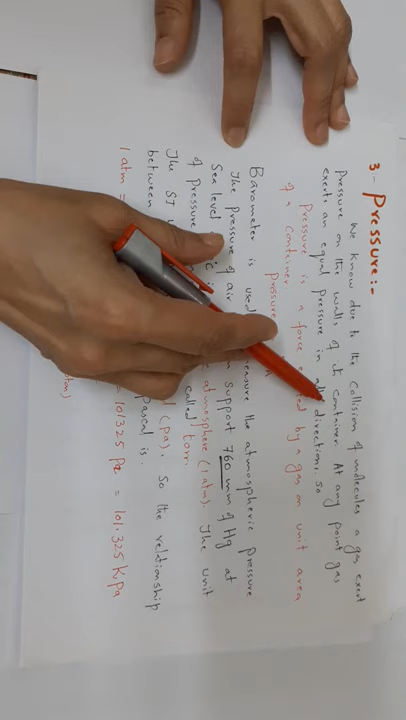 3- Pressure:-
We know due to the Collision of molecules a gas exert
Pressure on the walls of it container. At any point gas
exerts an equal Pressure in all directions. So
Pressure is a force exerted by a gas on unit area
of a container.
Pressure
Barometer is used measure the atmospheric pressure
The Pressure of air support 760 mm of Hg at
Sea level atmosphere (1 atm). The unit
of Pressure called torr.
The SI (Pa). So the relationship
between Pascal is.
1 atm = = 101325 Pa = 101.325 KPa